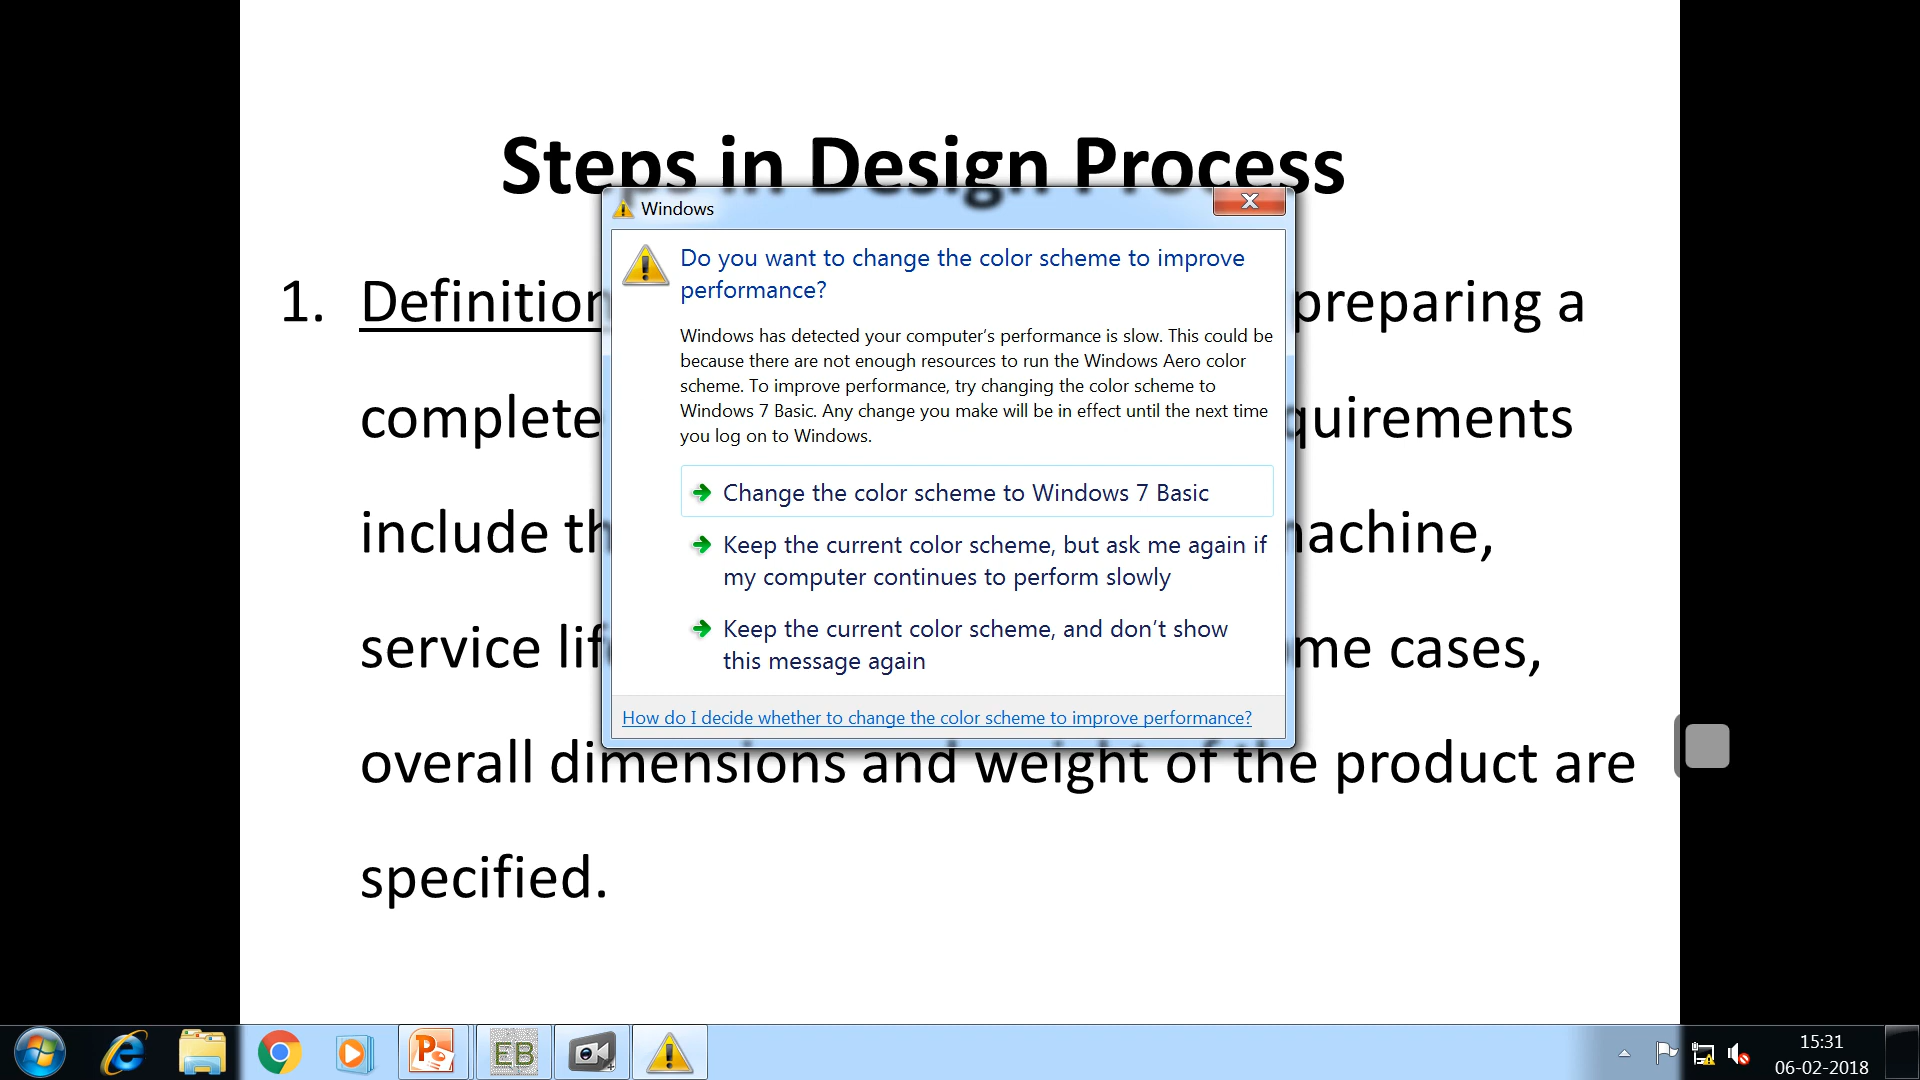 Steps in Design Process
Windows
Do you want to change the color scheme to improve
performance?
Windows has detected your computer's performance is slow. This could be
because there are not enough resources to run the Windows Aero color
scheme. To improve performance, try changing the color scheme to
Windows 7 Basic. Any change you make will be in effect until the next time
you log on to Windows.
Change the color scheme to Windows 7 Basic
Keep the current color scheme, but ask me again if
my computer continues to perform slowly
Keep the current color scheme, and don't show
this message again
How do I decide whether to change the color scheme to improve performance?
1. preparing a
complete
include machine,
service cases,
overall dimensions and weight of the product are
specified.
EB
15:31
06-02-2018